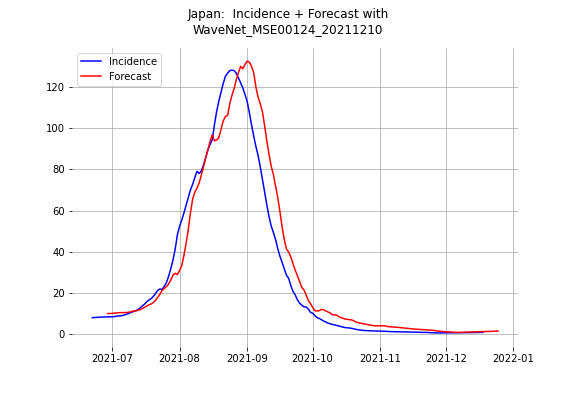 Japan:  Incidence + Forecast with
WaveNet_MSE00124_20211210
Incidence
Forecast
120
100
80
60
40
20
0
2021-07 2021-08 2021-09 2021-10 2021-11 2021-12 2022-01